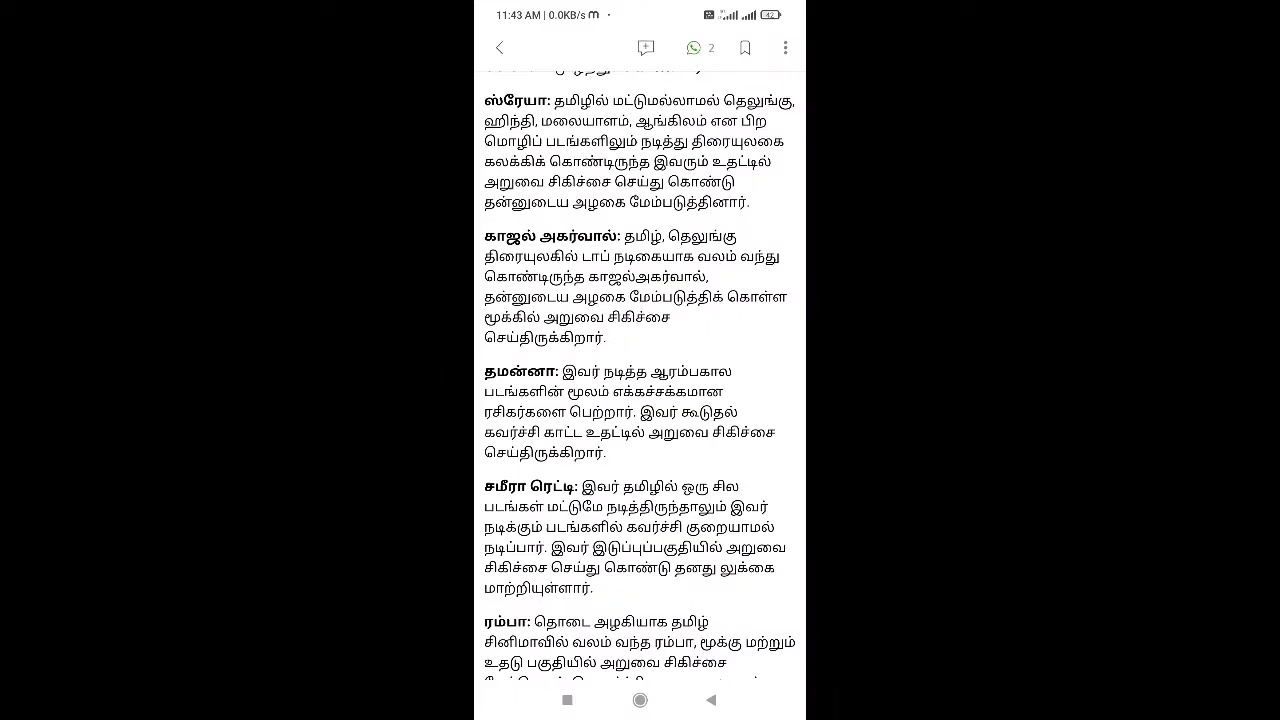 11:43 AM | 0.0KB/s
42
2
ஸ்ரேயா: தமிழில் மட்டுமல்லாமல் தெலுங்கு,
ஹிந்தி, மலையாளம், ஆங்கிலம் என பிற
மொழிப் படங்களிலும் நடித்து திரையுலகை
கலக்கிக் கொண்டிருந்த இவரும் உதட்டில்
அறுவை சிகிச்சை செய்து கொண்டு
தன்னுடைய அழகை மேம்படுத்தினார்.
காஜல் அகர்வால்: தமிழ், தெலுங்கு
திரையுலகில் டாப் நடிகையாக வலம் வந்து
கொண்டிருந்த காஜல்அகர்வால்,
தன்னுடைய அழகை மேம்படுத்திக் கொள்ள
மூக்கில் அறுவை சிகிச்சை
செய்திருக்கிறார்.
தமன்னா: இவர் நடித்த ஆரம்பகால
படங்களின் மூலம் எக்கச்சக்கமான
ரசிகர்களை பெற்றார். இவர் கூடுதல்
கவர்ச்சி காட்ட உதட்டில் அறுவை சிகிச்சை
செய்திருக்கிறார்.
சமீரா ரெட்டி: இவர் தமிழில் ஒரு சில
படங்கள் மட்டுமே நடித்திருந்தாலும் இவர்
நடிக்கும் படங்களில் கவர்ச்சி குறையாமல்
நடிப்பார். இவர் இடுப்புப்பகுதியில் அறுவை
சிகிச்சை செய்து கொண்டு தனது லுக்கை
மாற்றியுள்ளார்.
ரம்பா: தொடை அழகியாக தமிழ்
சினிமாவில் வலம் வந்த ரம்பா, மூக்கு மற்றும்
உதடு பகுதியில் அறுவை சிகிச்சை